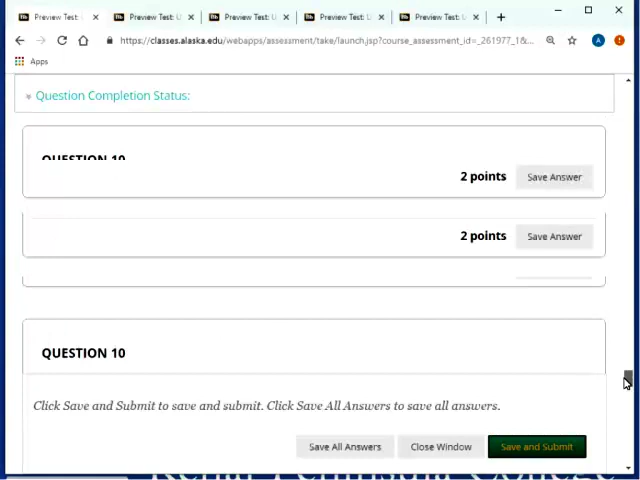 Preview Test:
Preview Test: U
Preview Test: U
Preview Test: U
Preview Test: U
https://classes.alaska.edu/webapps/assessment/take/launch.jsp?course_assessment_id=_261977_1&...
A
Apps
Question Completion Status:
QUESTION 10
2 points Save Answer
2 points Save Answer
QUESTION 10
Click Save and Submit to save and submit. Click Save All Answers to save all answers.
Save All Answers Close Window Save and Submit
Kenai Peninsula College